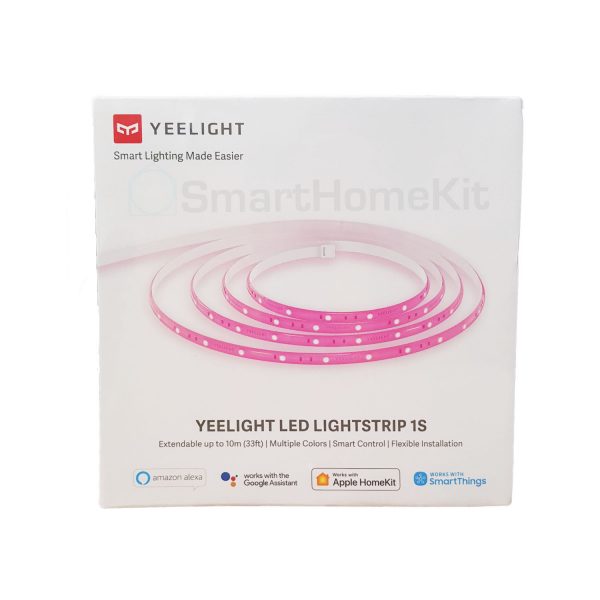 YEELIGHT
Smart Lighting Made Easier
SmartHomeKit
YEELIGHT LED LIGHTSTRIP 1S
Extendable up to 10m (33ft) | Multiple Colors | Smart Control | Flexible Installation
amazon alexa
works with the
Google Assistant
Works with
Apple HomeKit
WORKS WITH
SmartThings